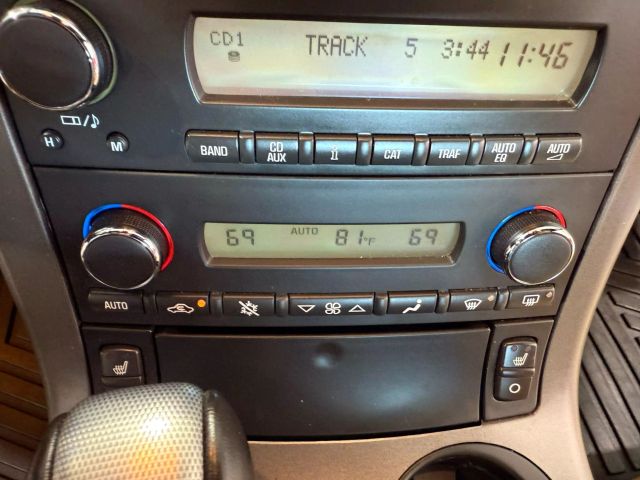 CD1 TRACK 5 3:44 11:46
H M
BAND CD AUX i CAT TRAF AUTO EQ AUTO
69 AUTO 81°F 69
AUTO